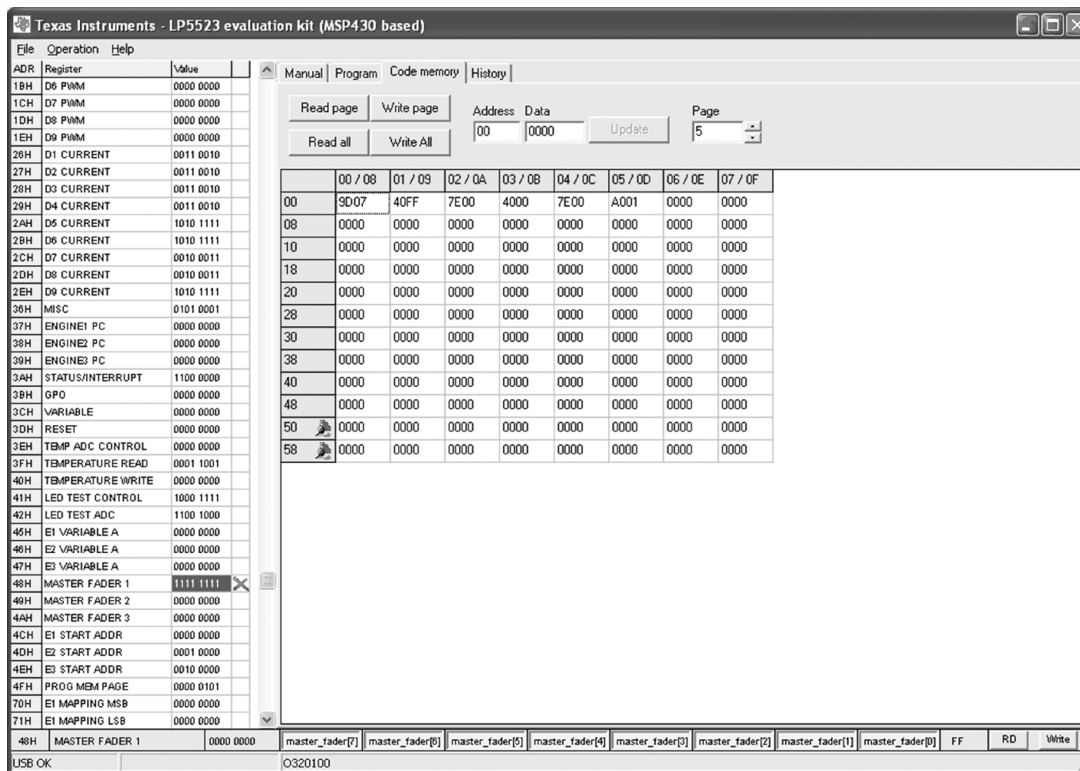 Texas Instruments - LP5523 evaluation kit (MSP430 based)
File Operation Help
ADR Register Value
1BH D6 PWM 0000 0000
1CH D7 PWM 0000 0000
1DH D8 PWM 0000 0000
1EH D9 PWM 0000 0000
26H D1 CURRENT 0011 0010
27H D2 CURRENT 0011 0010
28H D3 CURRENT 0011 0010
29H D4 CURRENT 0011 0010
2AH D5 CURRENT 1010 1111
2BH D6 CURRENT 1010 1111
2CH D7 CURRENT 0010 0011
2DH D8 CURRENT 0010 0011
2EH D9 CURRENT 1010 1111
36H MISC 0101 0001
37H ENGINE1 PC 0000 0000
38H ENGINE2 PC 0000 0000
39H ENGINE3 PC 0000 0000
3AH STATUS/INTERRUPT 1100 0000
3BH GPO 0000 0000
3CH VARIABLE 0000 0000
3DH RESET 0000 0000
3EH TEMP ADC CONTROL 0000 0000
3FH TEMPERATURE READ 0001 1001
40H TEMPERATURE WRITE 0000 0000
41H LED TEST CONTROL 1000 1111
42H LED TEST ADC 1100 1000
45H E1 VARIABLE A 0000 0000
46H E2 VARIABLE A 0000 0000
47H E3 VARIABLE A 0000 0000
48H MASTER FADER 1 1111 1111
49H MASTER FADER 2 0000 0000
4AH MASTER FADER 3 0000 0000
4CH E1 START ADDR 0000 0000
4DH E2 START ADDR 0001 0000
4EH E3 START ADDR 0010 0000
4FH PROG MEM PAGE 0000 0101
70H E1 MAPPING MSB 0000 0000
71H E1 MAPPING LSB 0000 0000
Manual Program Code memory History
Read page Write page Address Data Page
00 0000 Update 5
Read all Write All
00 / 08 01 / 09 02 / 0A 03 / 0B 04 / 0C 05 / 0D 06 / 0E 07 / 0F
00 9D07 40FF 7E00 4000 7E00 A001 0000 0000
08 0000 0000 0000 0000 0000 0000 0000 0000
10 0000 0000 0000 0000 0000 0000 0000 0000
18 0000 0000 0000 0000 0000 0000 0000 0000
20 0000 0000 0000 0000 0000 0000 0000 0000
28 0000 0000 0000 0000 0000 0000 0000 0000
30 0000 0000 0000 0000 0000 0000 0000 0000
38 0000 0000 0000 0000 0000 0000 0000 0000
40 0000 0000 0000 0000 0000 0000 0000 0000
48 0000 0000 0000 0000 0000 0000 0000 0000
50 0000 0000 0000 0000 0000 0000 0000 0000
58 0000 0000 0000 0000 0000 0000 0000 0000
48H MASTER FADER 1 0000 0000 master_fader[7] master_fader[6] master_fader[5] master_fader[4] master_fader[3] master_fader[2] master_fader[1] master_fader[0] FF RD Write
USB OK 0320100